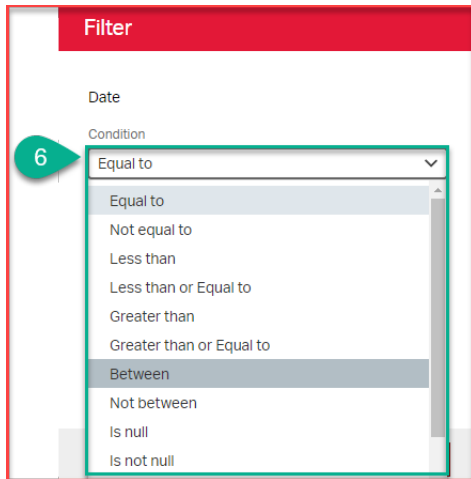 Filter
Date
Condition
6
Equal to
Equal to
Not equal to
Less than
Less than or Equal to
Greater than
Greater than or Equal to
Between
Not between
Is null
Is not null